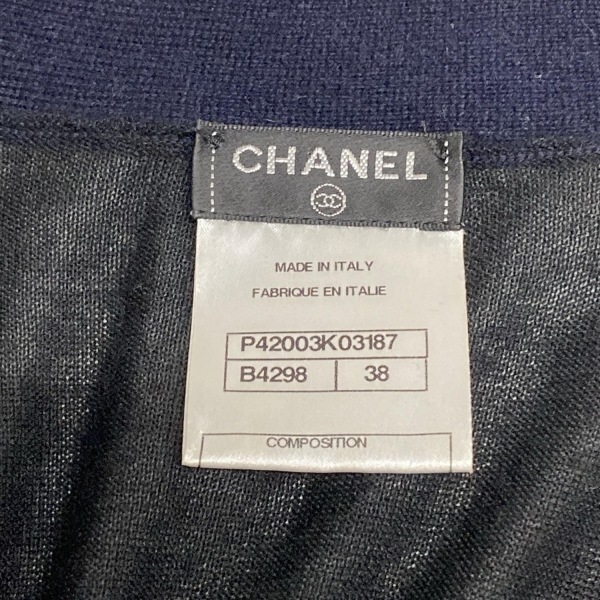 CHANEL
MADE IN ITALY
FABRIQUE EN ITALIE
P42003K03187
B4298 38
COMPOSITION